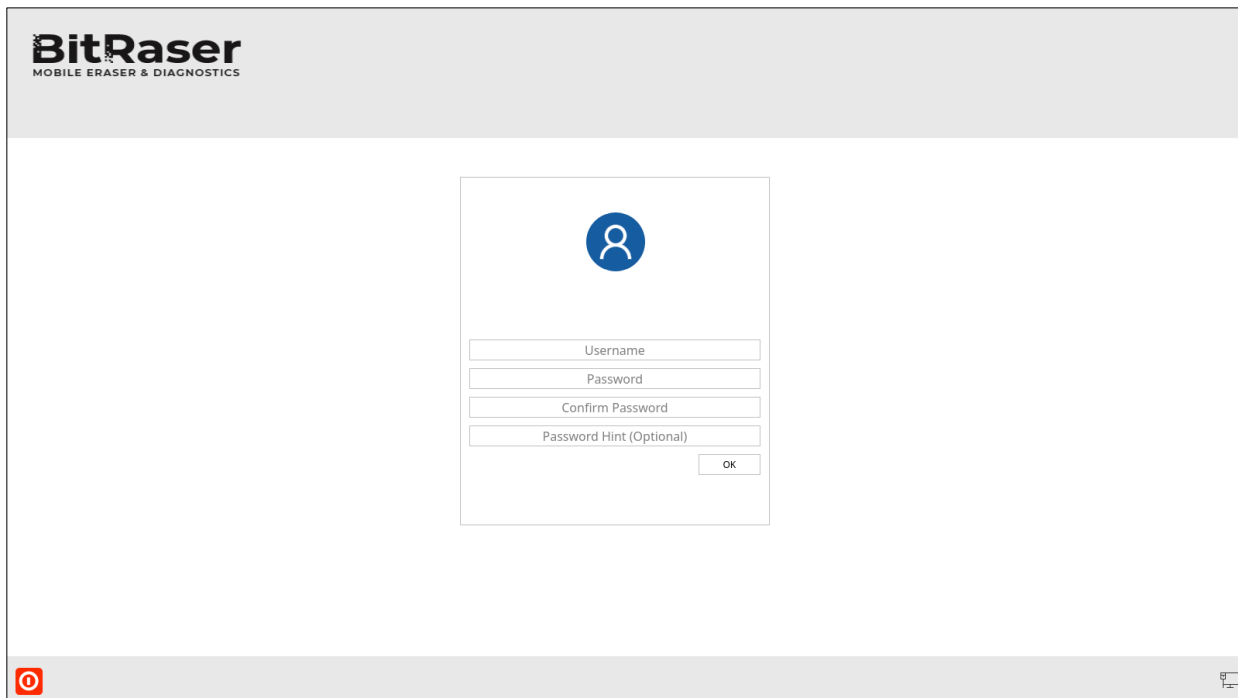 BitRaser
MOBILE ERASER & DIAGNOSTICS
Username
Password
Confirm Password
Password Hint (Optional)
OK